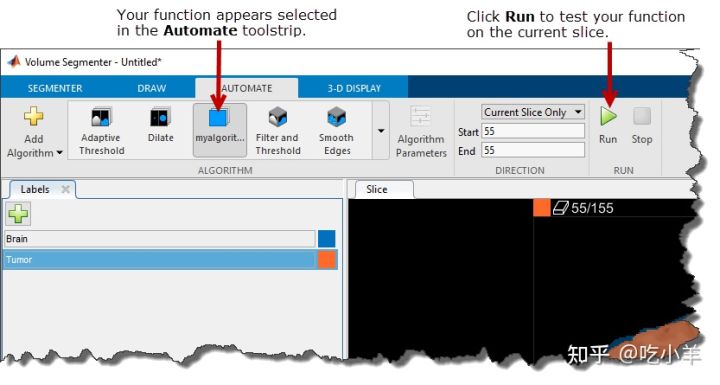 Your function appears selected
in the Automate toolstrip.
Click Run to test your function
on the current slice.
Volume Segmenter - Untitled*
SEGMENTER
DRAW
AUTOMATE
3-D DISPLAY
Add
Algorithm
Adaptive
Threshold
Dilate
myalgorit...
Filter and
Threshold
Smooth
Edges
Algorithm
Parameters
Current Slice Only
Start 55
End 55
Run
Stop
ALGORITHM
DIRECTION
RUN
Labels
Slice
55/155
Brain
Tumor
知乎 @吃小羊